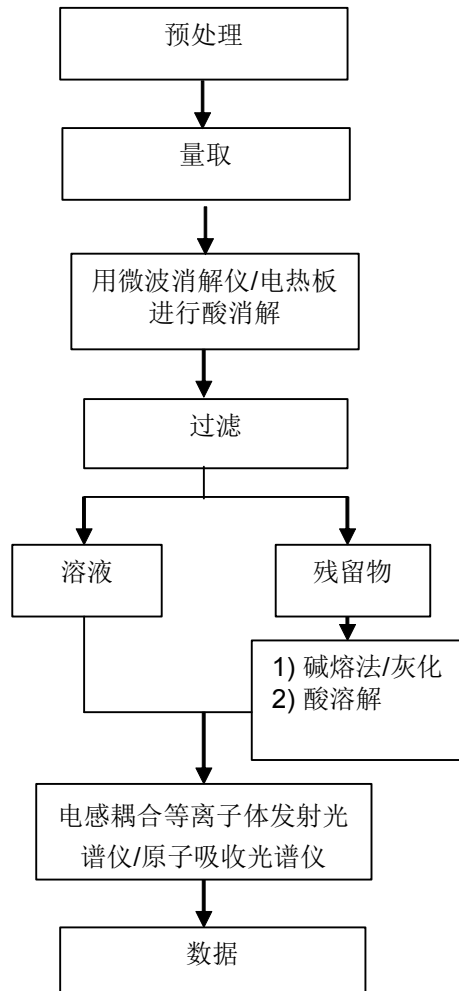 预处理
量取
用微波消解仪/电热板
进行酸消解
过滤
溶液
残留物
1) 碱熔法/灰化
2) 酸溶解
电感耦合等离子体发射光
谱仪/原子吸收光谱仪
数据